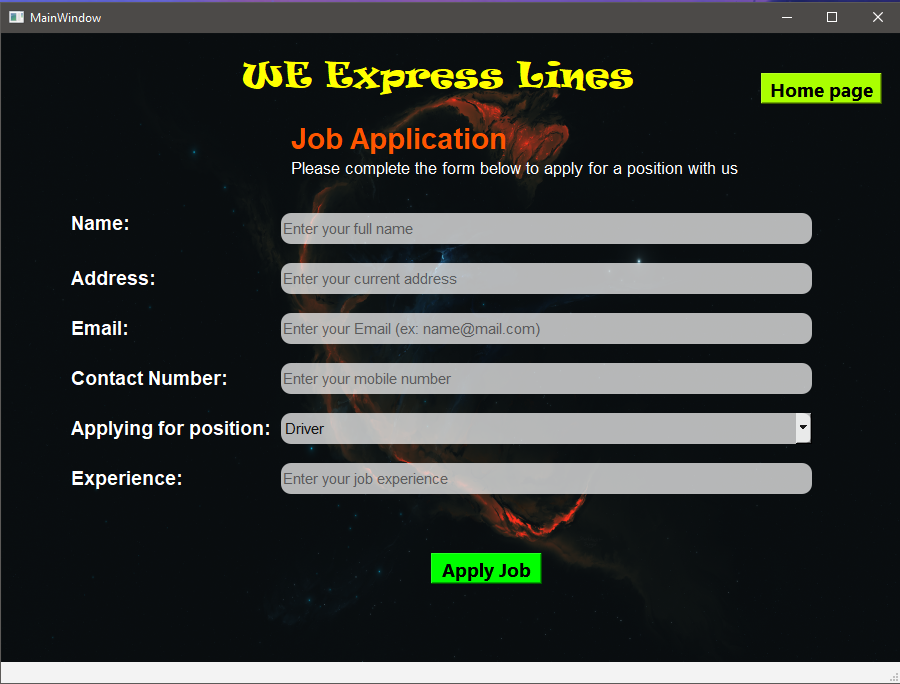 MainWindow
WE Express Lines
Home page
Job Application
Please complete the form below to apply for a position with us
Name:
Enter your full name
Address:
Enter your current address
Email:
Enter your Email (ex: name@mail.com)
Contact Number:
Enter your mobile number
Applying for position:
Driver
Experience:
Enter your job experience
Apply Job